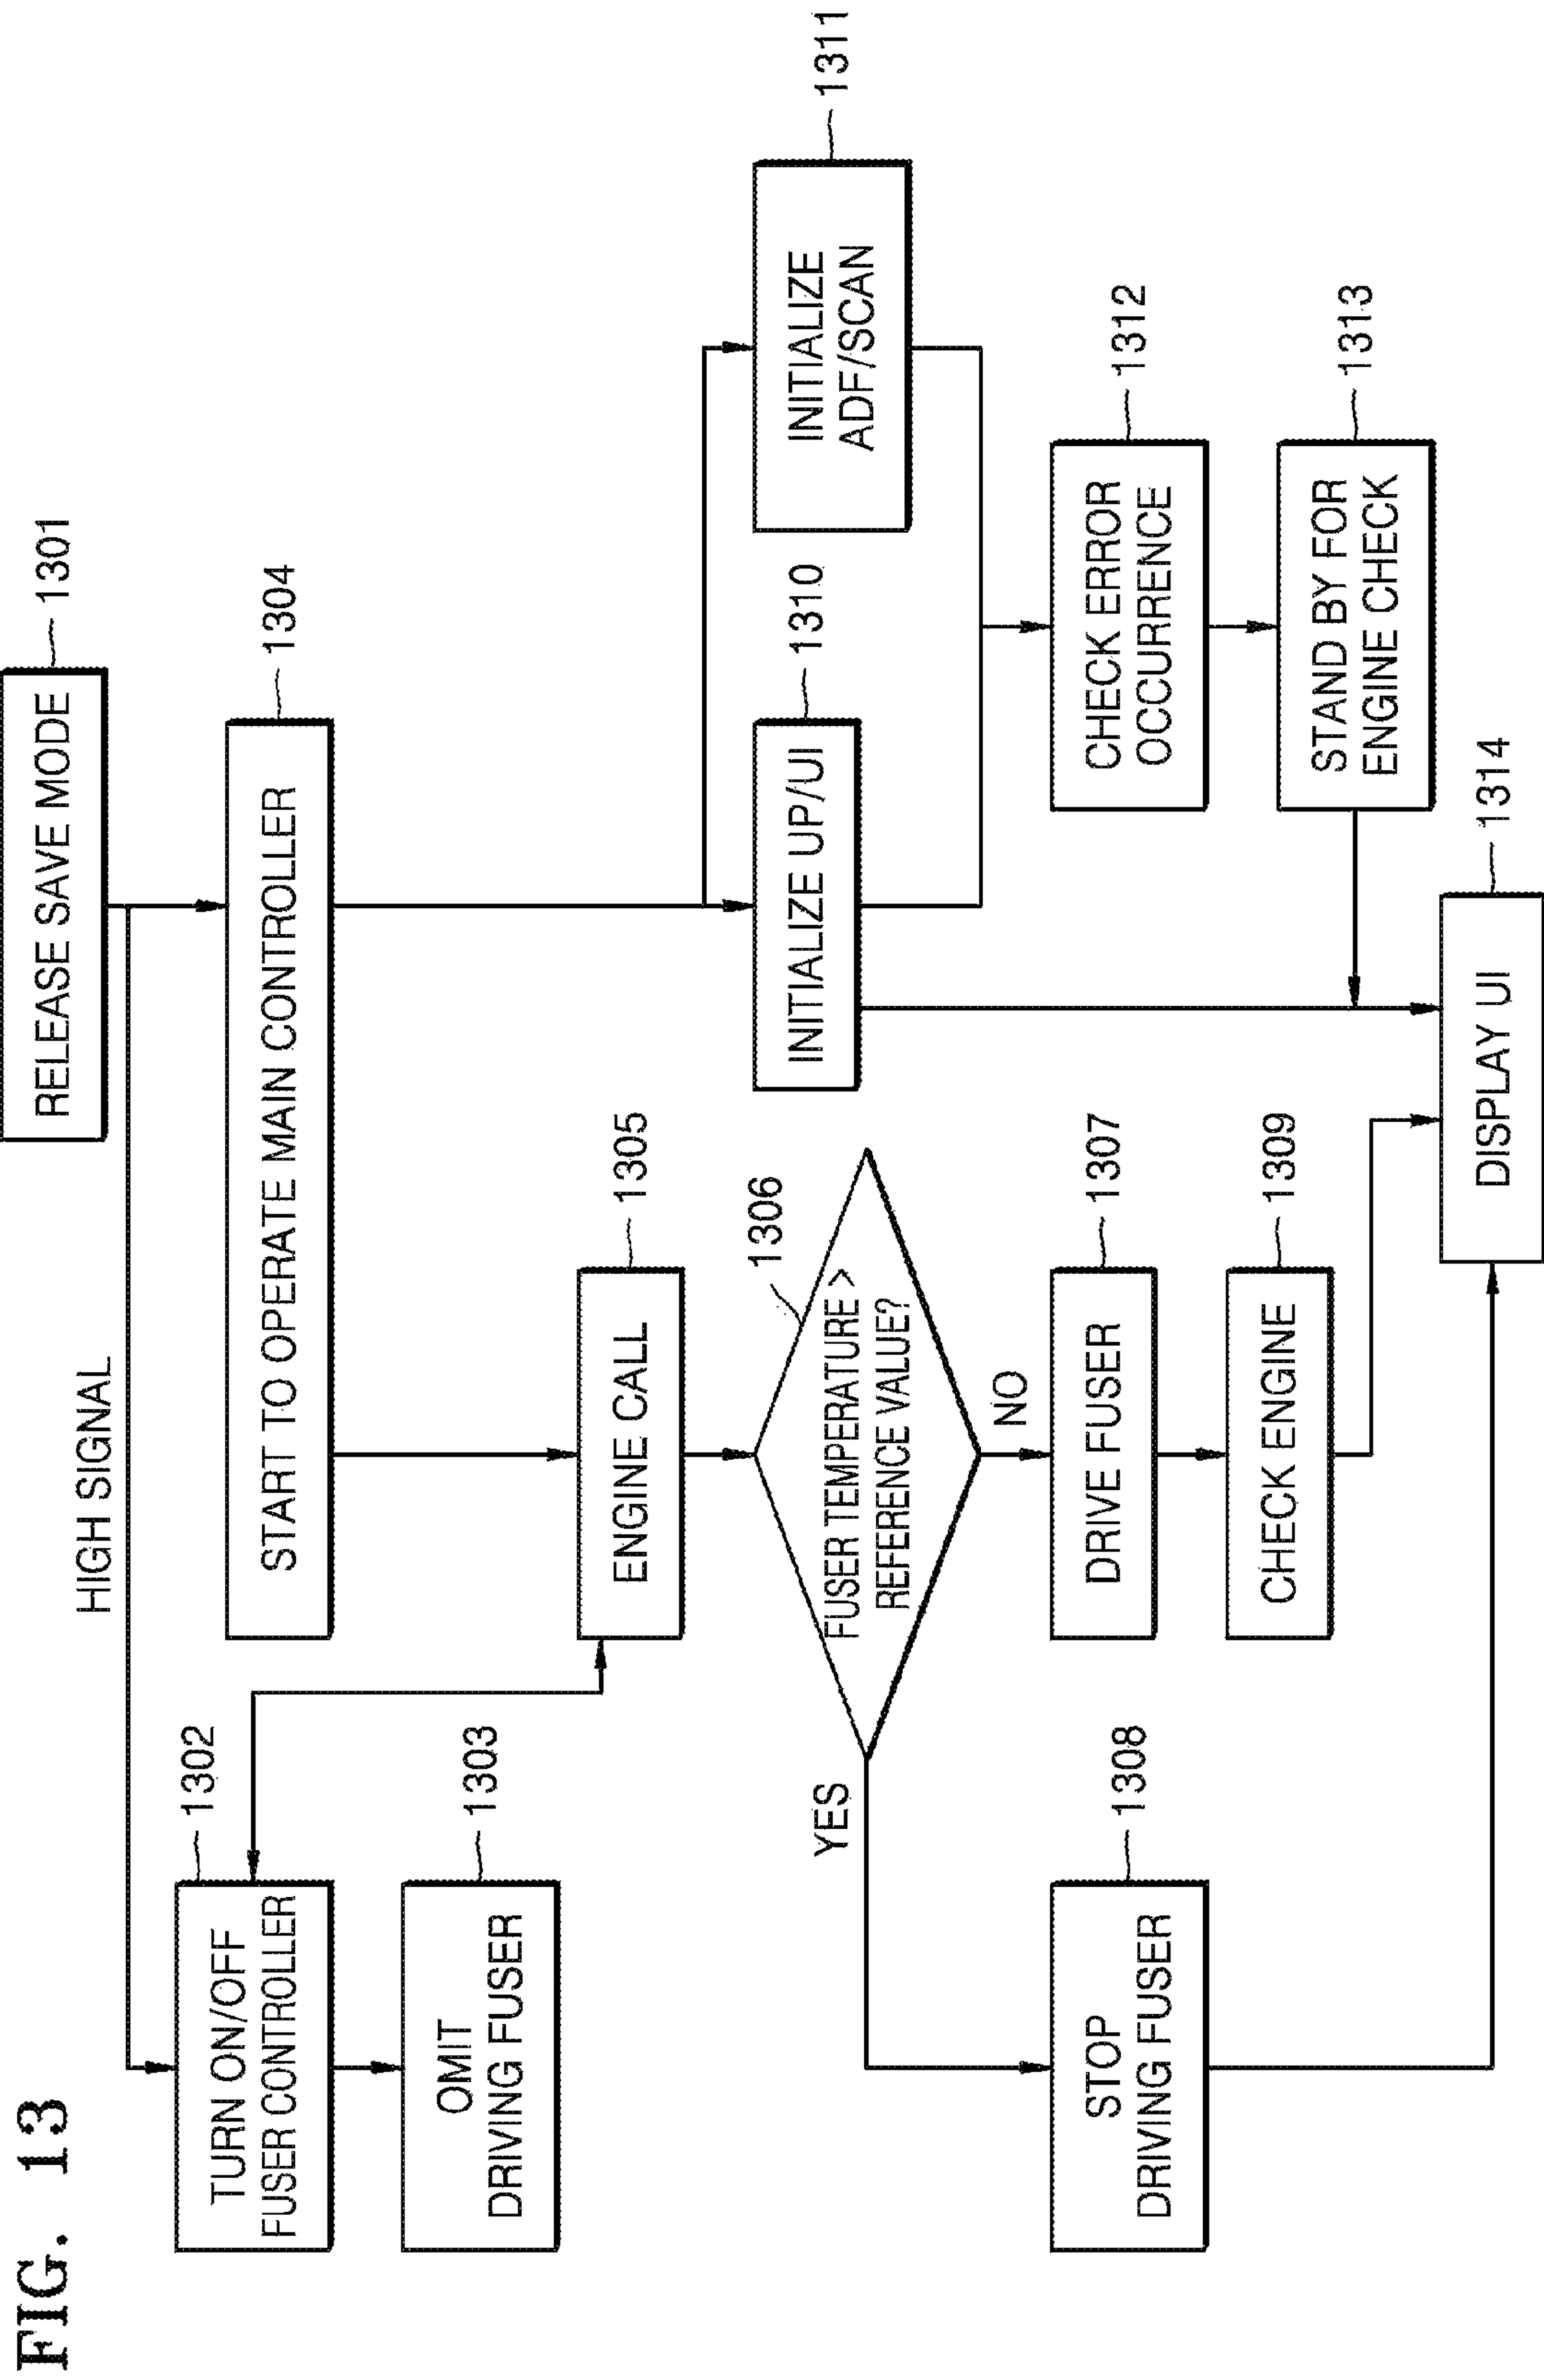 FIG. 13
RELEASE SAVE MODE
1301
HIGH SIGNAL
TURN ON/OFF
FUSER CONTROLLER
1302
START TO OPERATE MAIN CONTROLLER
1304
OMIT
DRIVING FUSER
1303
ENGINE CALL
1305
FUSER TEMPERATURE >
REFERENCE VALUE?
1306
YES
NO
INITIALIZE UP/UI
1310
INITIALIZE
ADF/SCAN
1311
STOP
DRIVING FUSER
1308
DRIVE FUSER
1307
CHECK ERROR
OCCURRENCE
1312
CHECK ENGINE
1309
STAND BY FOR
ENGINE CHECK
1313
DISPLAY UI
1314